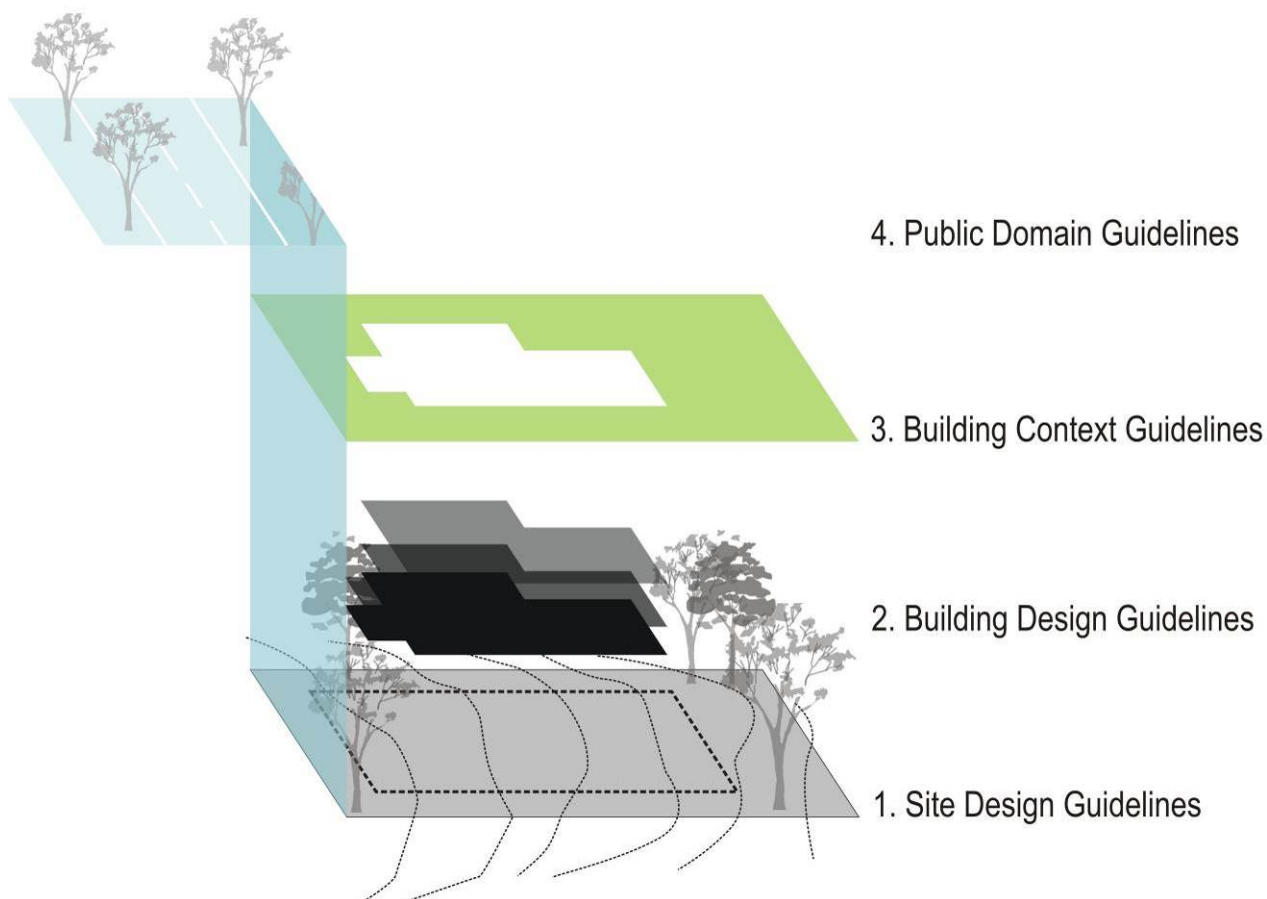 4. Public Domain Guidelines
3. Building Context Guidelines
2. Building Design Guidelines
1. Site Design Guidelines